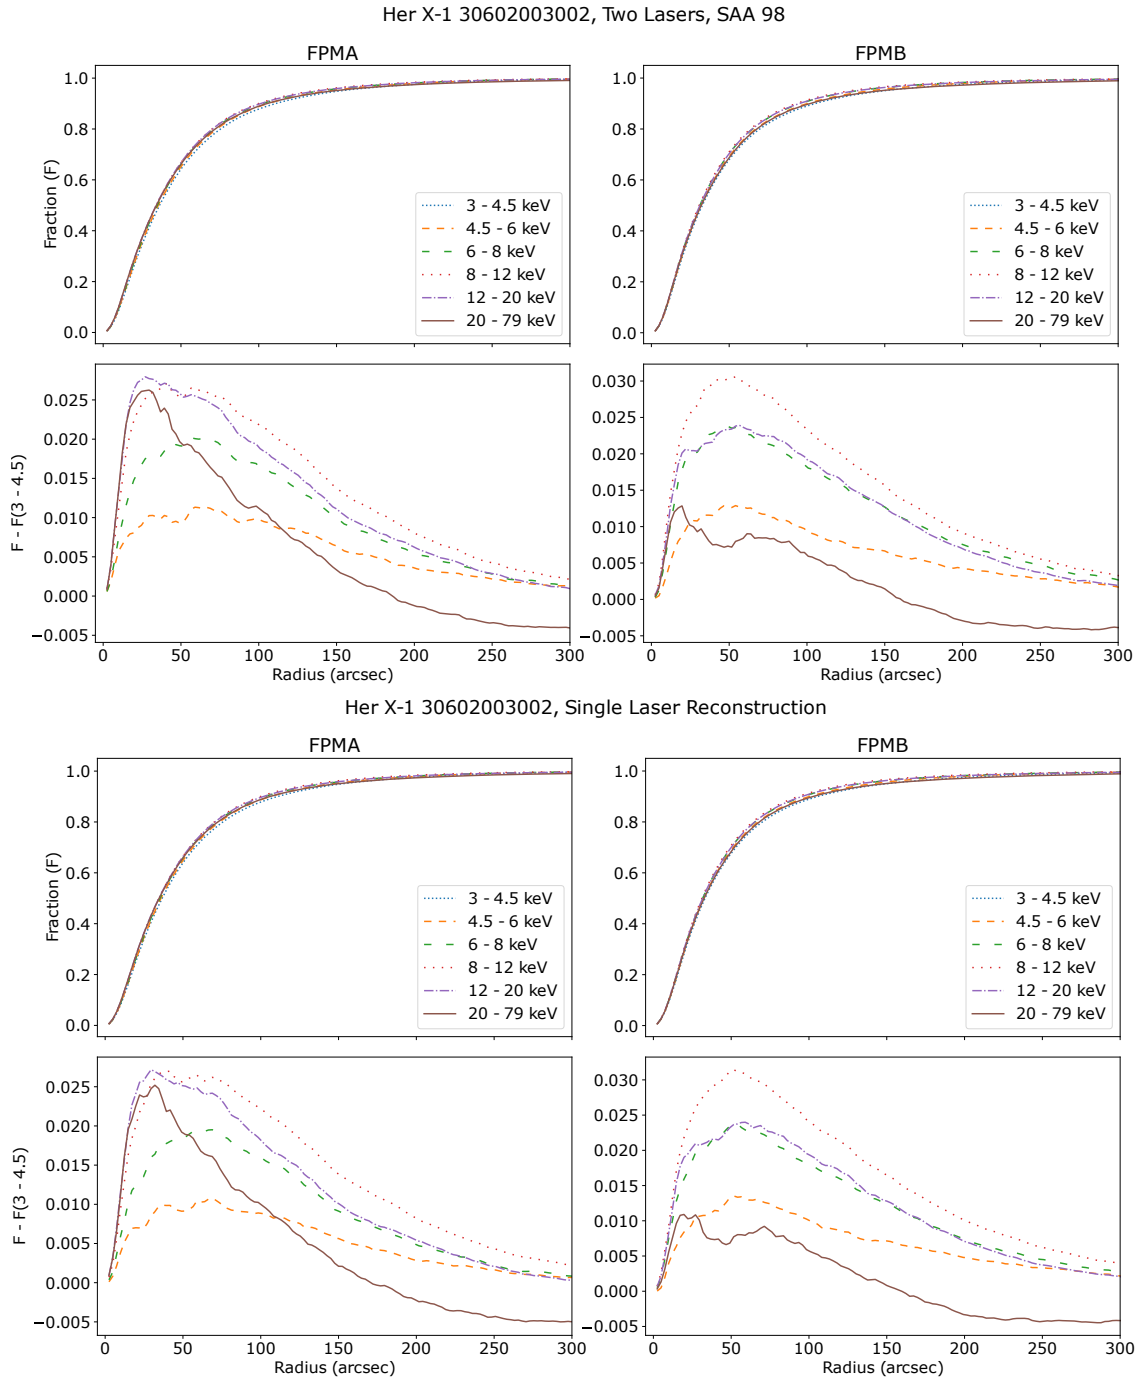 Her X-1 30602003002, Two Lasers, SAA 98
FPMA
FPMB
Fraction (F)
1.0
0.8
0.6
0.4
0.2
0.0
3 - 4.5 keV
4.5 - 6 keV
6 - 8 keV
8 - 12 keV
12 - 20 keV
20 - 79 keV
1.0
0.8
0.6
0.4
0.2
0.0
3 - 4.5 keV
4.5 - 6 keV
6 - 8 keV
8 - 12 keV
12 - 20 keV
20 - 79 keV
F - F(3 - 4.5)
0.025
0.020
0.015
0.010
0.005
0.000
−0.005
0 50 100 150 200 250 300
Radius (arcsec)
0.030
0.025
0.020
0.015
0.010
0.005
0.000
−0.005
0 50 100 150 200 250 300
Radius (arcsec)
Her X-1 30602003002, Single Laser Reconstruction
FPMA
FPMB
Fraction (F)
1.0
0.8
0.6
0.4
0.2
0.0
3 - 4.5 keV
4.5 - 6 keV
6 - 8 keV
8 - 12 keV
12 - 20 keV
20 - 79 keV
1.0
0.8
0.6
0.4
0.2
0.0
3 - 4.5 keV
4.5 - 6 keV
6 - 8 keV
8 - 12 keV
12 - 20 keV
20 - 79 keV
F - F(3 - 4.5)
0.025
0.020
0.015
0.010
0.005
0.000
−0.005
0 50 100 150 200 250 300
Radius (arcsec)
0.030
0.025
0.020
0.015
0.010
0.005
0.000
−0.005
0 50 100 150 200 250 300
Radius (arcsec)